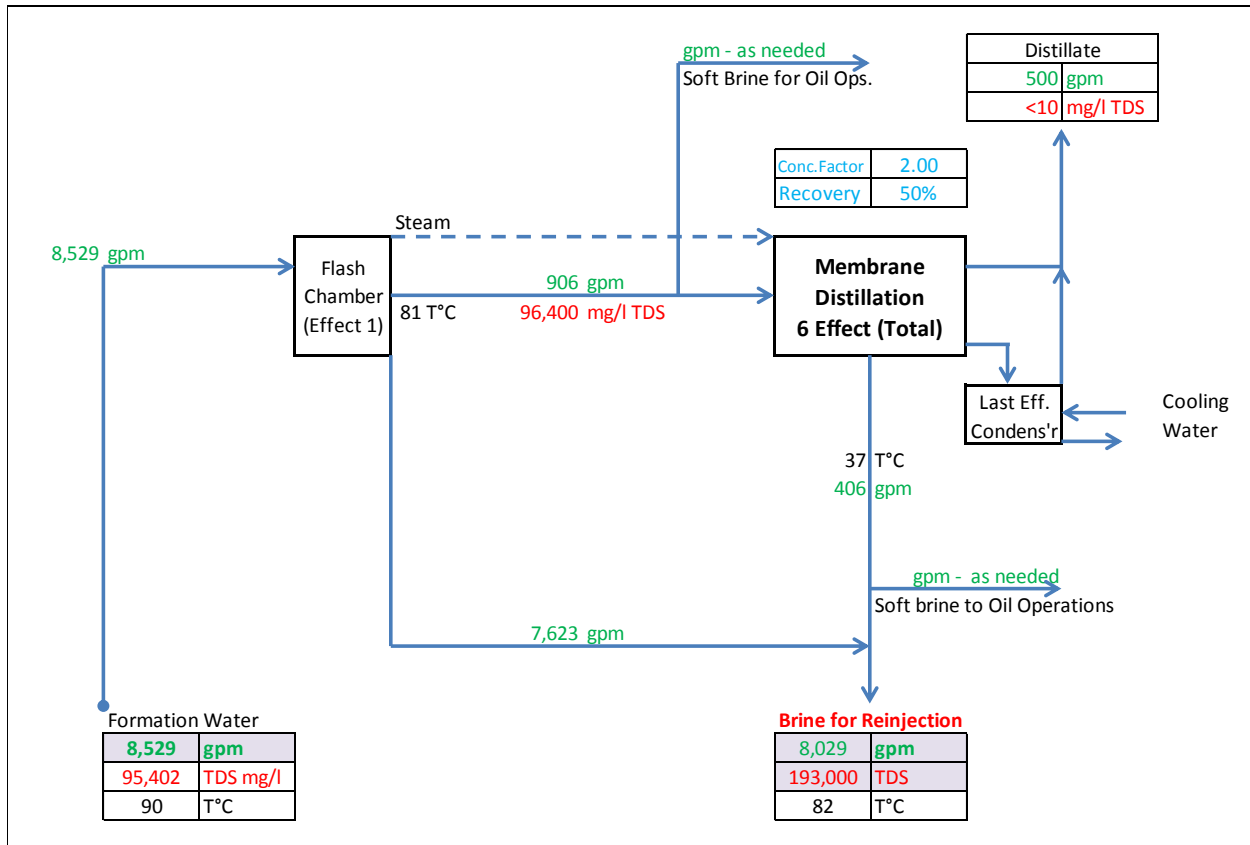 gpm - as needed
Soft Brine for Oil Ops.
Distillate
500 gpm
<10 mg/l TDS
Conc.Factor 2.00
Recovery 50%
Steam
8,529 gpm
Flash
Chamber
(Effect 1)
906 gpm
81 T°C
96,400 mg/l TDS
Membrane
Distillation
6 Effect (Total)
Last Eff.
Condens'r
Cooling
Water
37 T°C
406 gpm
gpm - as needed
Soft brine to Oil Operations
7,623 gpm
Formation Water
8,529 gpm
95,402 TDS mg/l
90 T°C
Brine for Reinjection
8,029 gpm
193,000 TDS
82 T°C